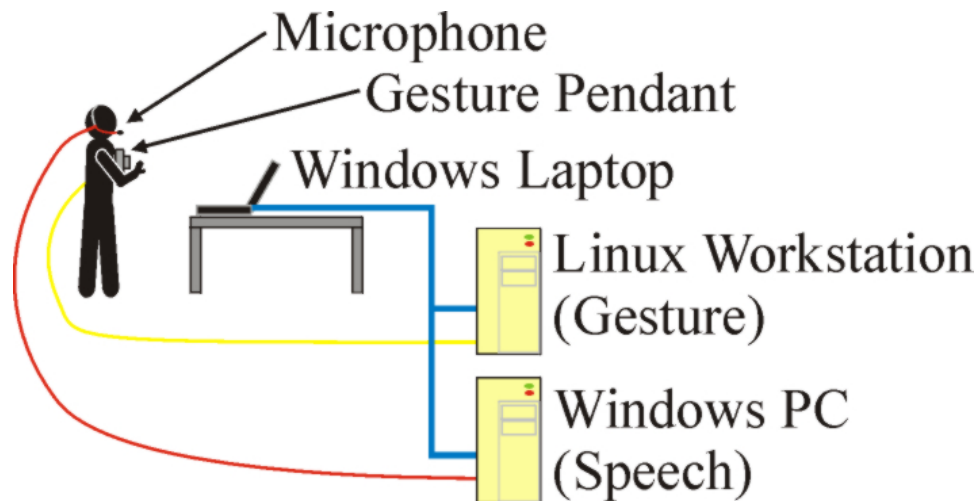 Microphone
Gesture Pendant
Windows Laptop
Linux Workstation
(Gesture)
Windows PC
(Speech)